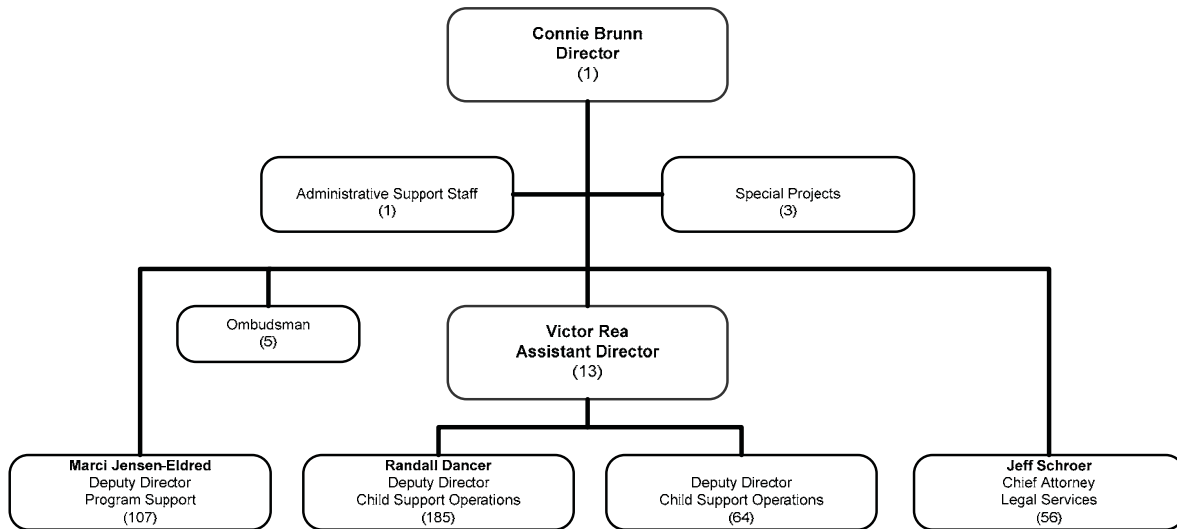 Connie Brunn
Director
(1)
Administrative Support Staff
(1)
Special Projects
(3)
Ombudsman
(5)
Victor Rea
Assistant Director
(13)
Marci Jensen-Eldred
Deputy Director
Program Support
(107)
Randall Dancer
Deputy Director
Child Support Operations
(185)
Deputy Director
Child Support Operations
(64)
Jeff Schroer
Chief Attorney
Legal Services
(56)